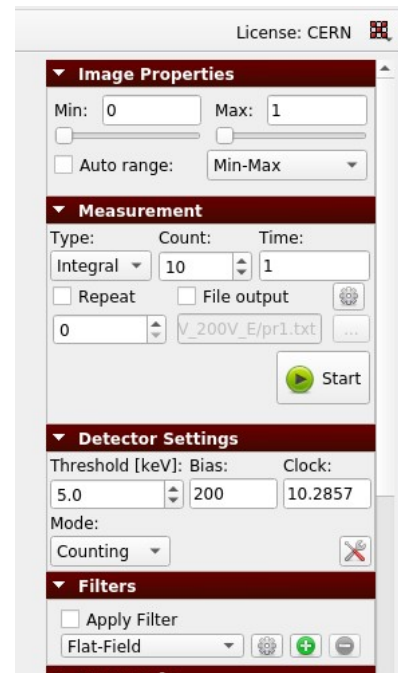 License: CERN
Image Properties
Min: 0 Max: 1
Auto range: Min-Max
Measurement
Type: Count: Time:
Integral 10 1
Repeat File output
0 V_200V_E/pr1.txt ...
Start
Detector Settings
Threshold [keV]: Bias: Clock:
5.0 200 10.2857
Mode:
Counting
Filters
Apply Filter
Flat-Field